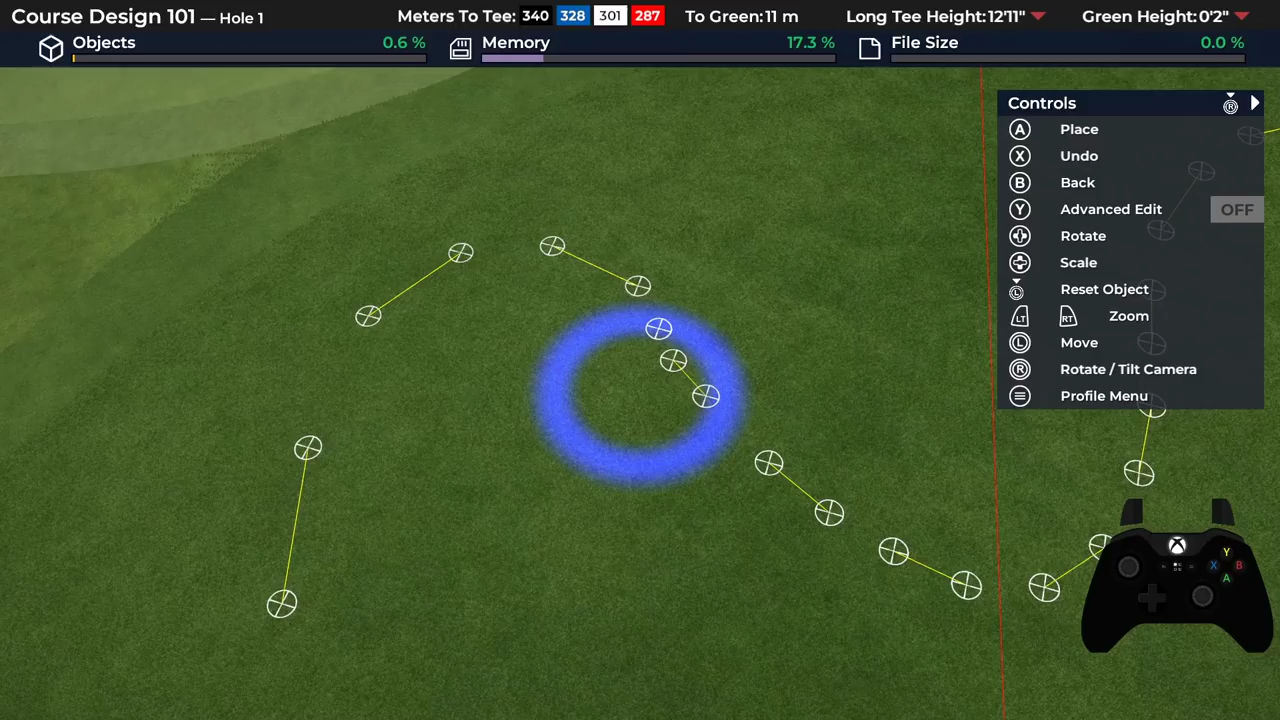 Course Design 101 — Hole 1
Meters To Tee: 340 328 301 287
To Green: 11 m
Long Tee Height: 12'11"
Green Height: 0'2"
Objects 0.6 %
Memory 17.3 %
File Size 0.0 %
Controls R
A Place
X Undo
B Back
Y Advanced Edit OFF
Rotate
Scale
L Reset Object
LT RT Zoom
L Move
R Rotate / Tilt Camera
Profile Menu
Y
X B
A